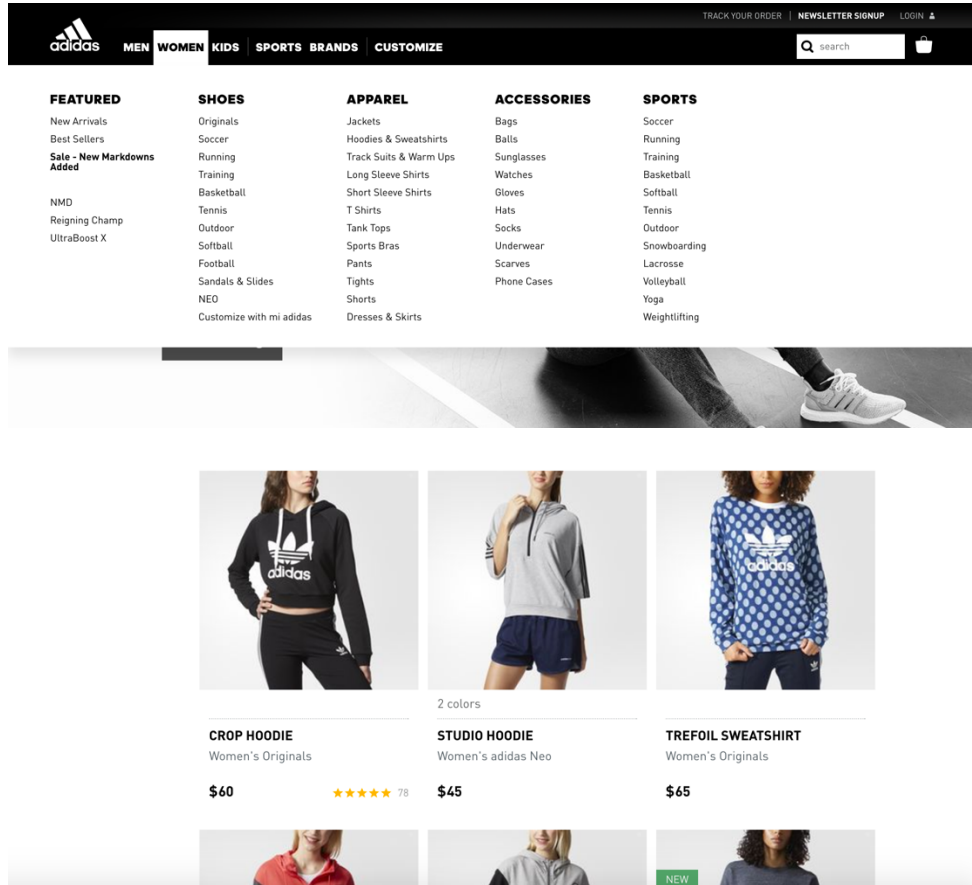 TRACK YOUR ORDER | NEWSLETTER SIGNUP LOGIN
adidas
MEN WOMEN KIDS SPORTS BRANDS CUSTOMIZE
search
FEATURED
New Arrivals
Best Sellers
Sale - New Markdowns
Added
NMD
Reigning Champ
UltraBoost X
SHOES
Originals
Soccer
Running
Training
Basketball
Tennis
Outdoor
Softball
Football
Sandals & Slides
NEO
Customize with mi adidas
APPAREL
Jackets
Hoodies & Sweatshirts
Track Suits & Warm Ups
Long Sleeve Shirts
Short Sleeve Shirts
T Shirts
Tank Tops
Sports Bras
Pants
Tights
Shorts
Dresses & Skirts
ACCESSORIES
Bags
Balls
Sunglasses
Watches
Gloves
Hats
Socks
Underwear
Scarves
Phone Cases
SPORTS
Soccer
Running
Training
Basketball
Softball
Tennis
Outdoor
Snowboarding
Lacrosse
Volleyball
Yoga
Weightlifting
adidas
adidas
2 colors
CROP HOODIE
Women's Originals
$60
78
STUDIO HOODIE
Women's adidas Neo
$45
TREFOIL SWEATSHIRT
Women's Originals
$65
NEW